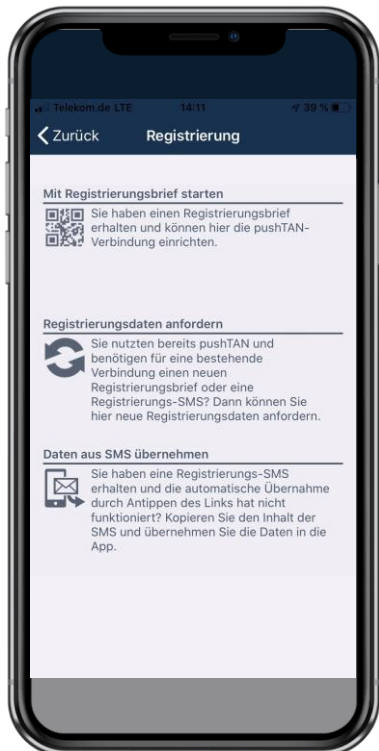 Telekom.de LTE 14:11 39 %
Zurück Registrierung
Mit Registrierungsbrief starten
Sie haben einen Registrierungsbrief
erhalten und können hier die pushTAN-
Verbindung einrichten.
Registrierungsdaten anfordern
Sie nutzten bereits pushTAN und
benötigen für eine bestehende
Verbindung einen neuen
Registrierungsbrief oder eine
Registrierungs-SMS? Dann können Sie
hier neue Registrierungsdaten anfordern.
Daten aus SMS übernehmen
Sie haben eine Registrierungs-SMS
erhalten und die automatische Übernahme
durch Antippen des Links hat nicht
funktioniert? Kopieren Sie den Inhalt der
SMS und übernehmen Sie die Daten in die
App.